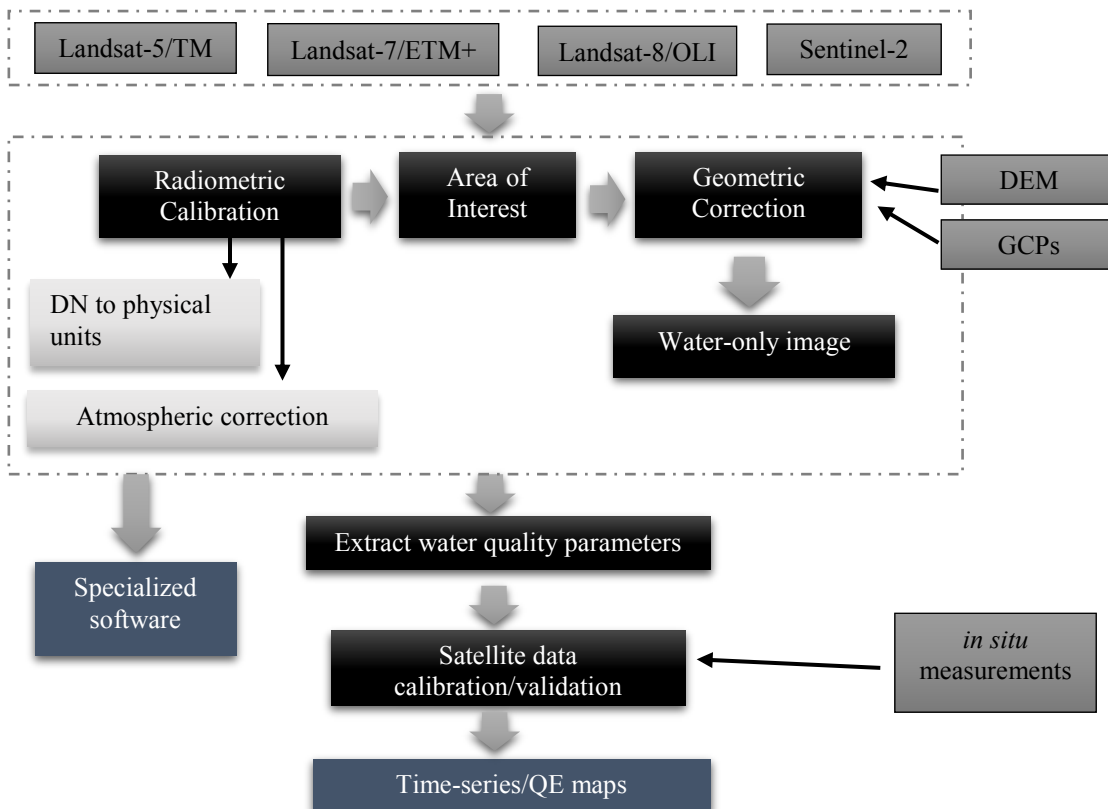 Landsat-5/TM
Landsat-7/ETM+
Landsat-8/OLI
Sentinel-2
Radiometric
Calibration
Area of
Interest
Geometric
Correction
DEM
GCPs
DN to physical
units
Water-only image
Atmospheric correction
Extract water quality parameters
Specialized
software
Satellite data
calibration/validation
in situ
measurements
Time-series/QE maps